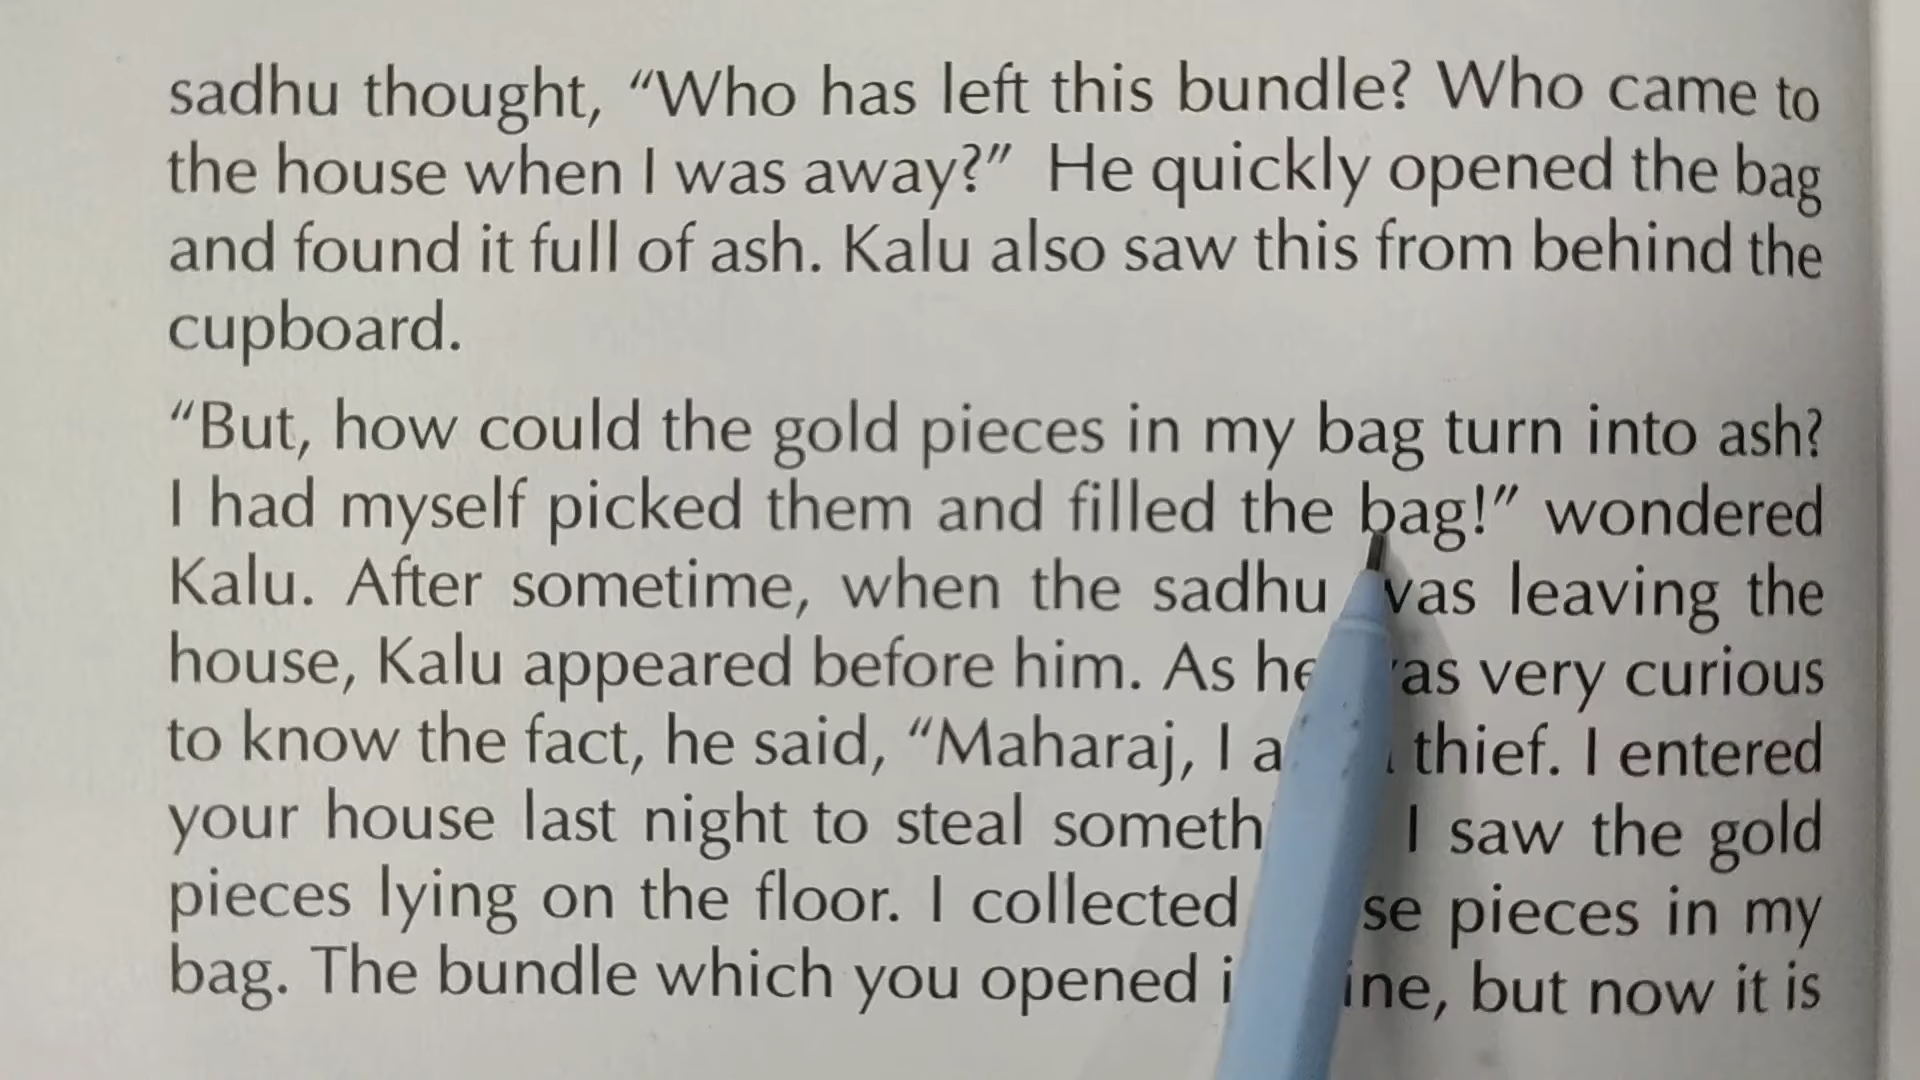 sadhu thought, “Who has left this bundle? Who came to
the house when I was away?” He quickly opened the bag
and found it full of ash. Kalu also saw this from behind the
cupboard.
“But, how could the gold pieces in my bag turn into ash?
I had myself picked them and filled the bag!” wondered
Kalu. After sometime, when the sadhu was leaving the
house, Kalu appeared before him. As he was very curious
to know the fact, he said, “Maharaj, I thief. I entered
your house last night to steal I saw the gold
pieces lying on the floor. I collected pieces in my
bag. The bundle which you opened but now it is